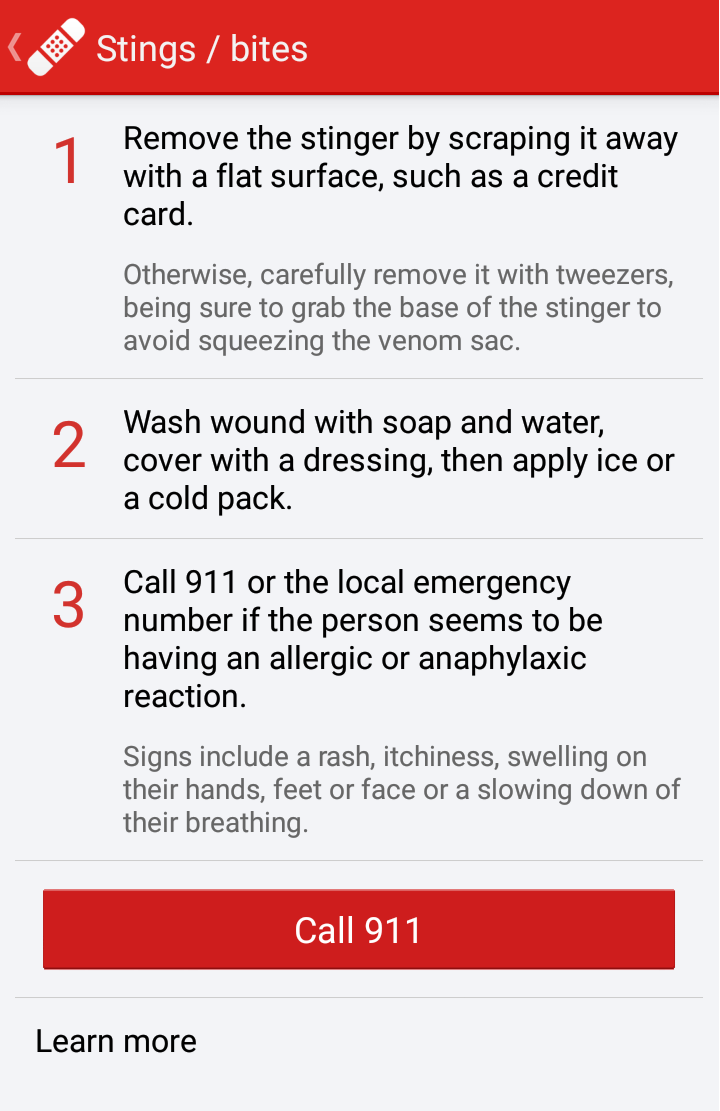 Stings / bites
1
Remove the stinger by scraping it away
with a flat surface, such as a credit
card.
Otherwise, carefully remove it with tweezers,
being sure to grab the base of the stinger to
avoid squeezing the venom sac.
2
Wash wound with soap and water,
cover with a dressing, then apply ice or
a cold pack.
3
Call 911 or the local emergency
number if the person seems to be
having an allergic or anaphylaxic
reaction.
Signs include a rash, itchiness, swelling on
their hands, feet or face or a slowing down of
their breathing.
Call 911
Learn more